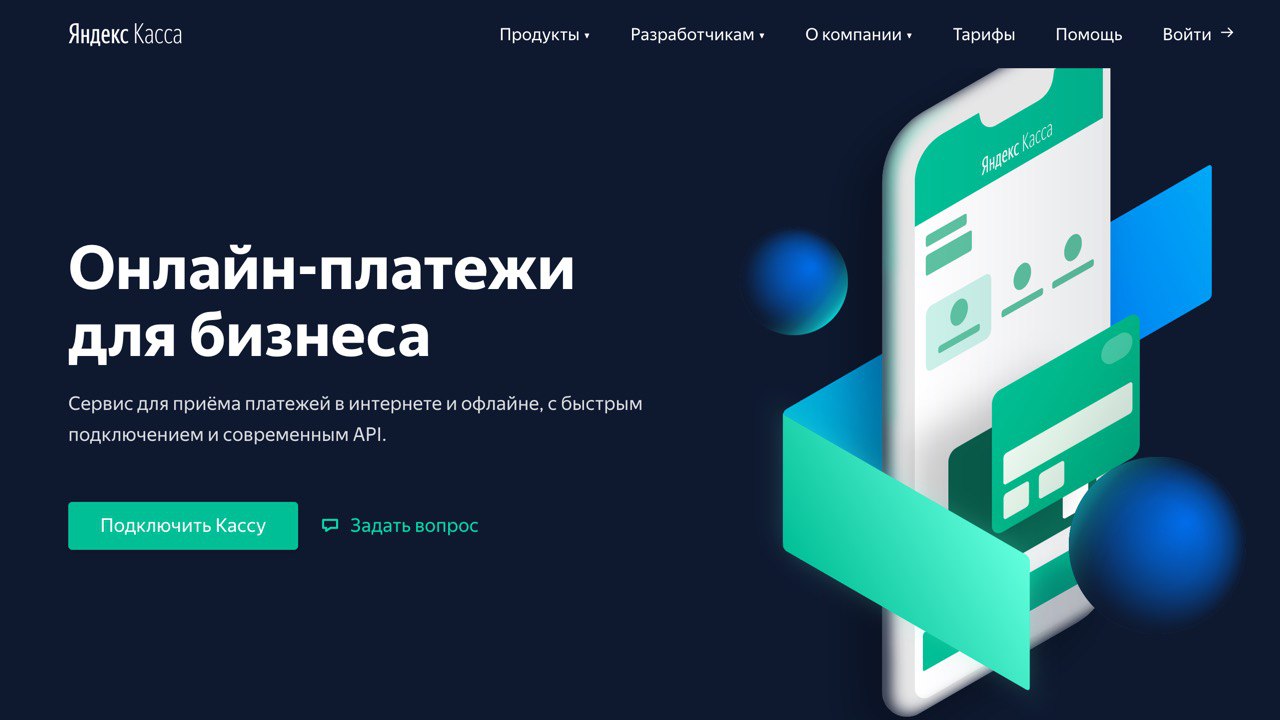 Яндекс Касса
Продукты ▾ Разработчикам ▾ О компании ▾ Тарифы Помощь Войти →
Яндекс Касса
Онлайн-платежи
для бизнеса
Сервис для приёма платежей в интернете и офлайне, с быстрым
подключением и современным API.
Подключить Кассу Задать вопрос